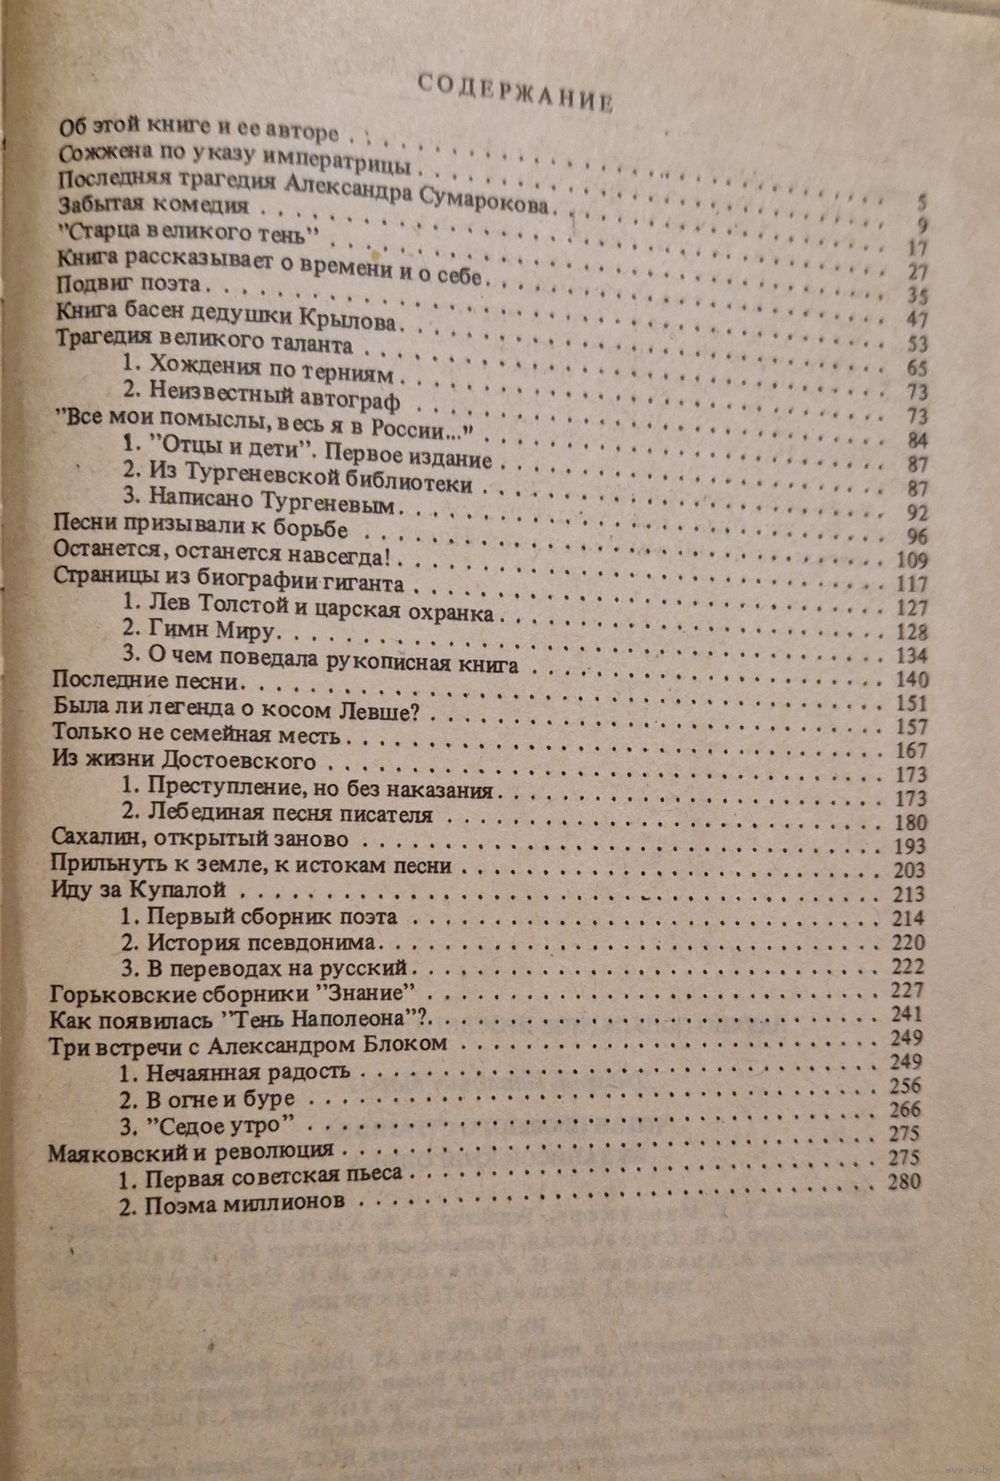 СОДЕРЖАНИЕ
Об этой книге и ее авторе . . . 5
Сожжена по указу императрицы . . . 9
Последняя трагедия Александра Сумарокова . . . 17
Забытая комедия . . . 27
”Старца великого тень” . . . 35
Книга рассказывает о времени и о себе . . . 47
Подвиг поэта . . . 53
Книга басен дедушки Крылова . . . 65
Трагедия великого таланта . . . 73
1. Хождения по терниям . . . 73
2. Неизвестный автограф . . . 84
”Все мои помыслы, весь я в России...” . . . 87
1. ”Отцы и дети”. Первое издание . . . 87
2. Из Тургеневской библиотеки . . . 92
3. Написано Тургеневым . . . 96
Песни призывали к борьбе . . . 109
Останется, останется навсегда! . . . 117
Страницы из биографии гиганта . . . 127
1. Лев Толстой и царская охранка . . . 128
2. Гимн Миру . . . 134
3. О чем поведала рукописная книга . . . 140
Последние песни . . . 151
Была ли легенда о косом Левше? . . . 157
Только не семейная месть . . . 167
Из жизни Достоевского . . . 173
1. Преступление, но без наказания . . . 173
2. Лебединая песня писателя . . . 180
Сахалин, открытый заново . . . 193
Прильнуть к земле, к истокам песни . . . 203
Иду за Купалой . . . 213
1. Первый сборник поэта . . . 214
2. История псевдонима . . . 220
3. В переводах на русский . . . 222
Горьковские сборники ”Знание” . . . 227
Как появилась ”Тень Наполеона”? . . . 241
Три встречи с Александром Блоком . . . 249
1. Нечаянная радость . . . 249
2. В огне и буре . . . 256
3. ”Седое утро” . . . 266
Маяковский и революция . . . 275
1. Первая советская пьеса . . . 275
2. Поэма миллионов . . . 280
www.ay.by